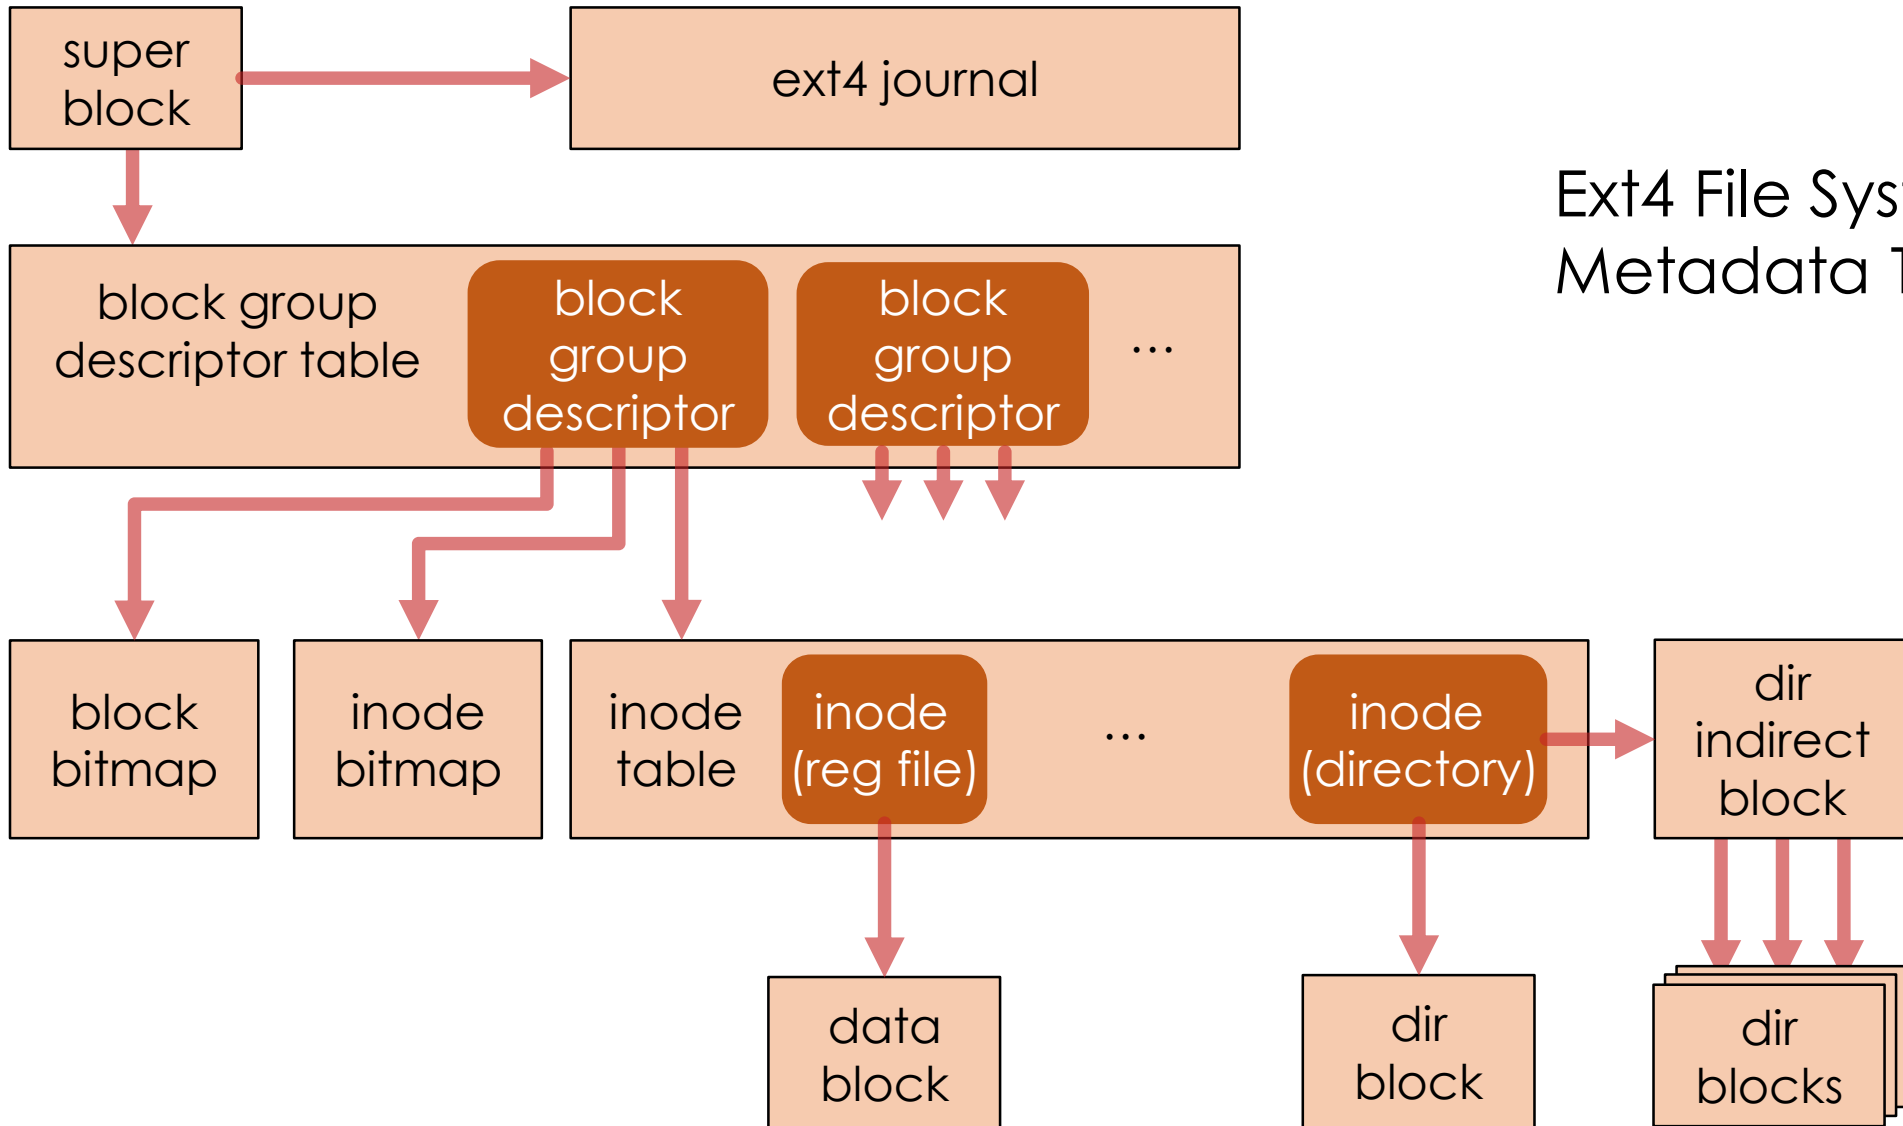 super
block
ext4 journal
Ext4 File Sys
Metadata
block group
descriptor table
block
group
descriptor
block
group
descriptor
...
block
bitmap
inode
bitmap
inode
table
inode
(reg file)
...
inode
(directory)
dir
indirect
block
data
block
dir
block
dir
blocks